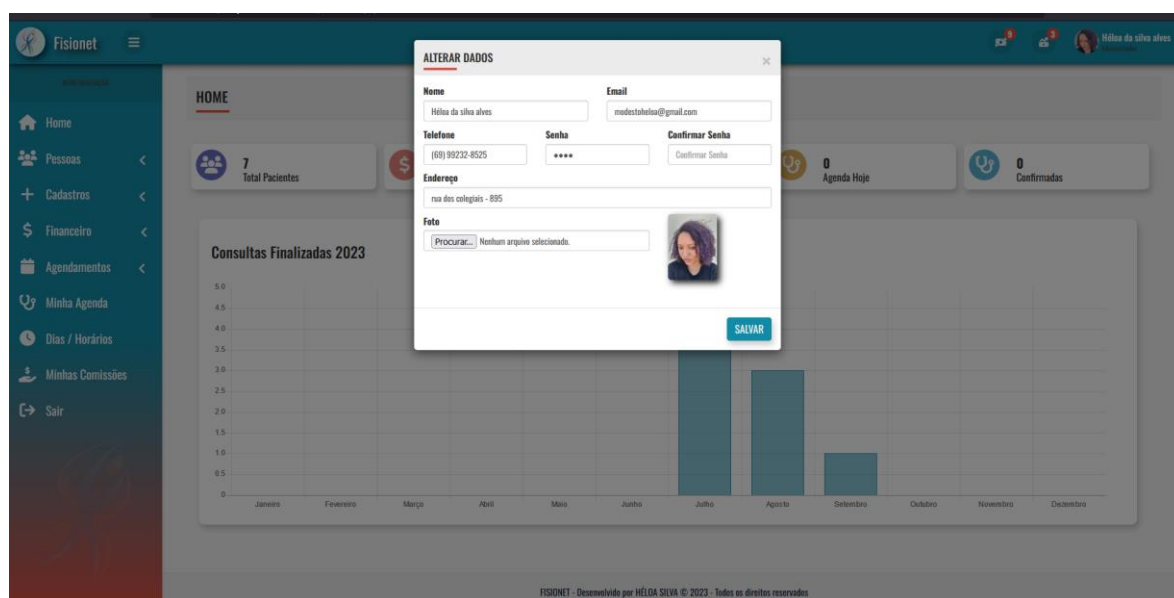 Fisionet
9
3
Héloa da silva alves
Home
Pessoas
Cadastros
Financeiro
Agendamentos
Minha Agenda
Dias / Horários
Minhas Comissões
Sair
HOME
7
Total Pacientes
0
Agenda Hoje
0
Confirmadas
ALTERAR DADOS
×
Nome
Email
Héloa da silva alves
modestoheloa@gmail.com
Telefone
Senha
Confirmar Senha
(69) 99232-8525
••••
Confirmar Senha
Endereço
rua dos colegiais - 895
Foto
Procurar... Nenhum arquivo selecionado.
SALVAR
Consultas Finalizadas 2023
5.0
4.5
4.0
3.5
3.0
2.5
2.0
1.5
1.0
0.5
0
Janeiro Fevereiro Março Abril Maio Junho Julho Agosto Setembro Outubro Novembro Dezembro
FISIONET - Desenvolvido por HÉLOA SILVA © 2023 - Todos os direitos reservados